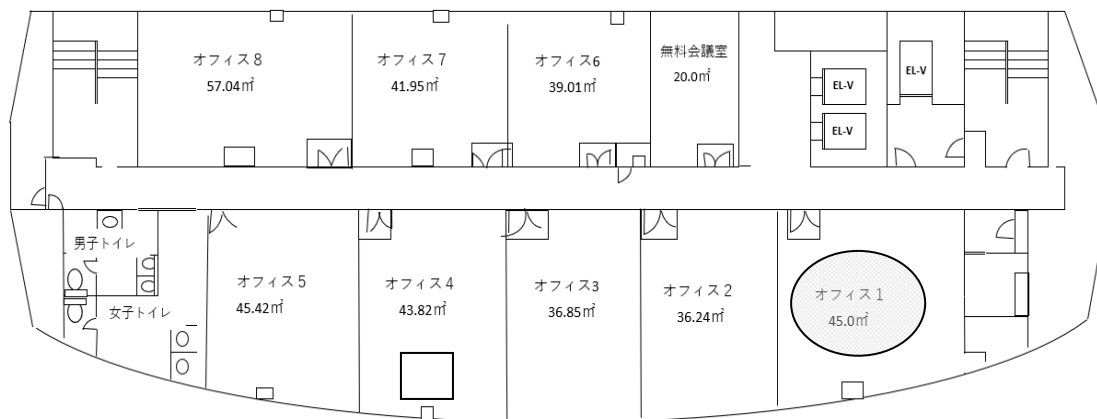 オフィス８
57.04㎡
オフィス７
41.95㎡
オフィス6
39.01㎡
無料会議室
20.0㎡
EL-V
EL-V
EL-V
男子トイレ
女子トイレ
オフィス５
45.42㎡
オフィス４
43.82㎡
オフィス3
36.85㎡
オフィス２
36.24㎡
オフィス１
45.0㎡